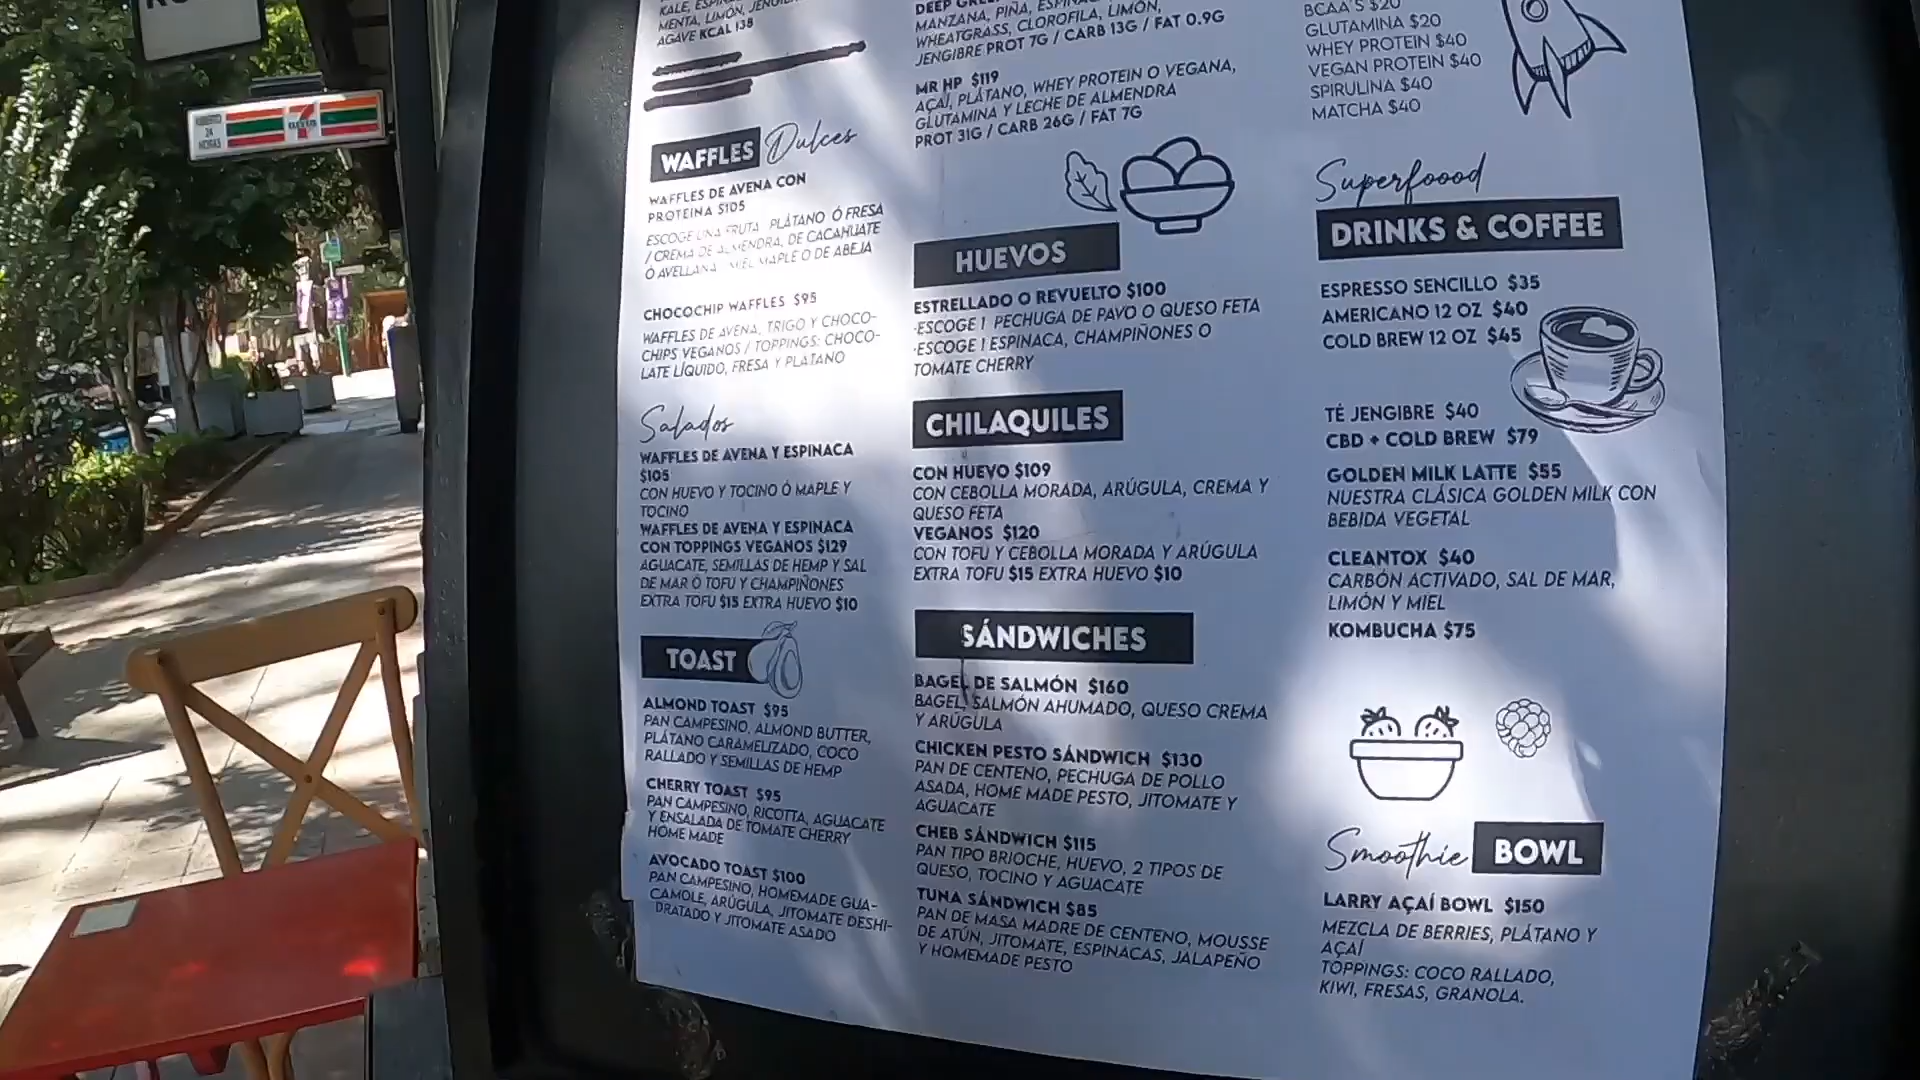 KALE, ESPINA
MENTA, LIMÓN, JENGIBRE
AGAVE KCAL 138
WAFFLES Dulces
WAFFLES DE AVENA CON
PROTEINA $105
ESCOGE UNA FRUTA PLÁTANO Ó FRESA
/ CREMA DE ALMENDRA, DE CACAHUATE
Ó AVELLANA MIEL MAPLE O DE ABEJA
CHOCOCHIP WAFFLES $95
WAFFLES DE AVENA, TRIGO Y CHOCO-
CHIPS VEGANOS / TOPPINGS: CHOCO-
LATE LÍQUIDO, FRESA Y PLATANO
Salados
WAFFLES DE AVENA Y ESPINACA
$105
CON HUEVO Y TOCINO Ó MAPLE Y
TOCINO
WAFFLES DE AVENA Y ESPINACA
CON TOPPINGS VEGANOS $129
AGUACATE, SEMILLAS DE HEMP Y SAL
DE MAR Ó TOFU Y CHAMPIÑONES
EXTRA TOFU $15 EXTRA HUEVO $10
TOAST
ALMOND TOAST $95
PAN CAMPESINO, ALMOND BUTTER,
PLÁTANO CARAMELIZADO, COCO
RALLADO Y SEMILLAS DE HEMP
CHERRY TOAST $95
PAN CAMPESINO, RICOTTA, AGUACATE
Y ENSALADA DE TOMATE CHERRY
HOME MADE
AVOCADO TOAST $100
PAN CAMPESINO, HOMEMADE GUA-
CAMOLE, ARÚGULA, JITOMATE DESHI-
DRATADO Y JITOMATE ASADO
DEEP GREEN
MANZANA, PIÑA, ESPINACA
WHEATGRASS, CLOROFILA, LIMÓN,
JENGIBRE PROT 7G / CARB 13G / FAT 0.9G
MR HP $119
AÇAÍ, PLÁTANO, WHEY PROTEIN O VEGANA,
GLUTAMINA Y LECHE DE ALMENDRA
PROT 31G / CARB 26G / FAT 7G
HUEVOS
ESTRELLADO O REVUELTO $100
·ESCOGE 1 PECHUGA DE PAVO O QUESO FETA
·ESCOGE 1 ESPINACA, CHAMPIÑONES O
TOMATE CHERRY
CHILAQUILES
CON HUEVO $109
CON CEBOLLA MORADA, ARÚGULA, CREMA Y
QUESO FETA
VEGANOS $120
CON TOFU Y CEBOLLA MORADA Y ARÚGULA
EXTRA TOFU $15 EXTRA HUEVO $10
SÁNDWICHES
BAGEL DE SALMÓN $160
BAGEL, SALMÓN AHUMADO, QUESO CREMA
Y ARÚGULA
CHICKEN PESTO SÁNDWICH $130
PAN DE CENTENO, PECHUGA DE POLLO
ASADA, HOME MADE PESTO, JITOMATE Y
AGUACATE
CHEB SÁNDWICH $115
PAN TIPO BRIOCHE, HUEVO, 2 TIPOS DE
QUESO, TOCINO Y AGUACATE
TUNA SÁNDWICH $85
PAN DE MASA MADRE DE CENTENO, MOUSSE
DE ATÚN, JITOMATE, ESPINACAS, JALAPEÑO
Y HOMEMADE PESTO
BCAA'S $20
GLUTAMINA $20
WHEY PROTEIN $40
VEGAN PROTEIN $40
SPIRULINA $40
MATCHA $40
Superfoood
DRINKS & COFFEE
ESPRESSO SENCILLO $35
AMERICANO 12 OZ $40
COLD BREW 12 OZ $45
TÉ JENGIBRE $40
CBD + COLD BREW $79
GOLDEN MILK LATTE $55
NUESTRA CLÁSICA GOLDEN MILK CON
BEBIDA VEGETAL
CLEANTOX $40
CARBÓN ACTIVADO, SAL DE MAR,
LIMÓN Y MIEL
KOMBUCHA $75
Smoothie BOWL
LARRY AÇAÍ BOWL $150
MEZCLA DE BERRIES, PLÁTANO Y
AÇAÍ
TOPPINGS: COCO RALLADO,
KIWI, FRESAS, GRANOLA.
ABIERTO
24
HORAS
7
ELEVEN